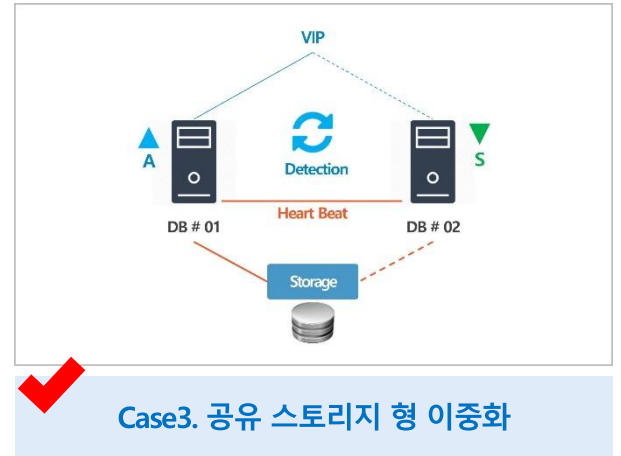 VIP
A
S
Detection
Heart Beat
DB # 01
DB # 02
Storage
Case3. 공유 스토리지 형 이중화